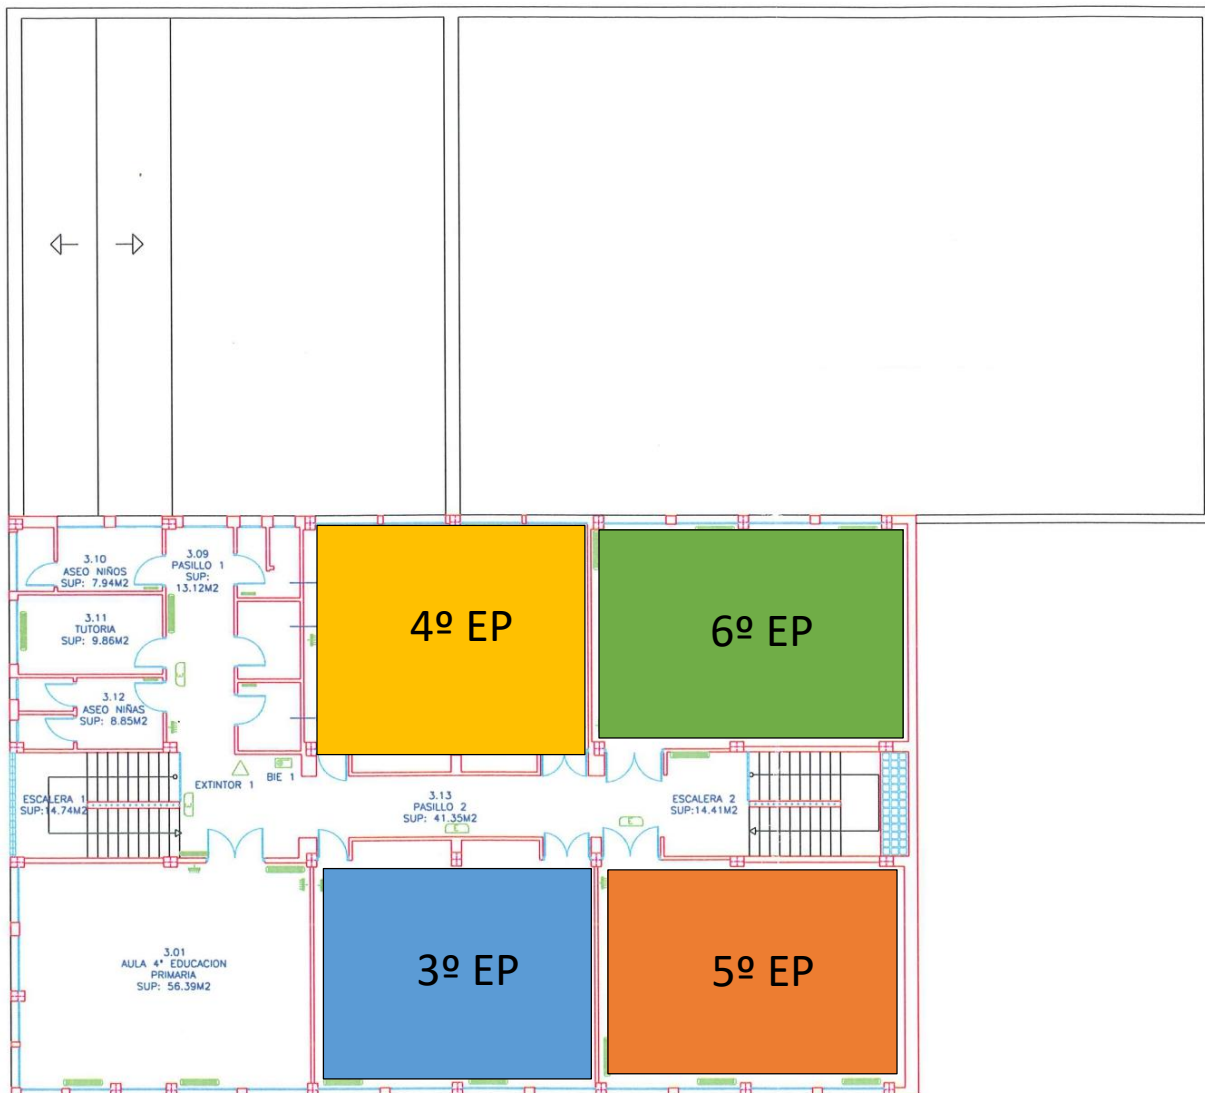 3.10
ASEO NIÑOS
SUP: 7.94M2
3.09
PASILLO 1
SUP:
13.12M2
3.11
TUTORIA
SUP: 9.86M2
3.12
ASEO NIÑAS
SUP: 8.85M2
4º EP
6º EP
EXTINTOR 1
BIE 1
ESCALERA 1
SUP:14.74M2
3.13
PASILLO 2
SUP: 41.35M2
ESCALERA 2
SUP:14.41M2
3.01
AULA 4º EDUCACION
PRIMARIA
SUP: 56.39M2
3º EP
5º EP